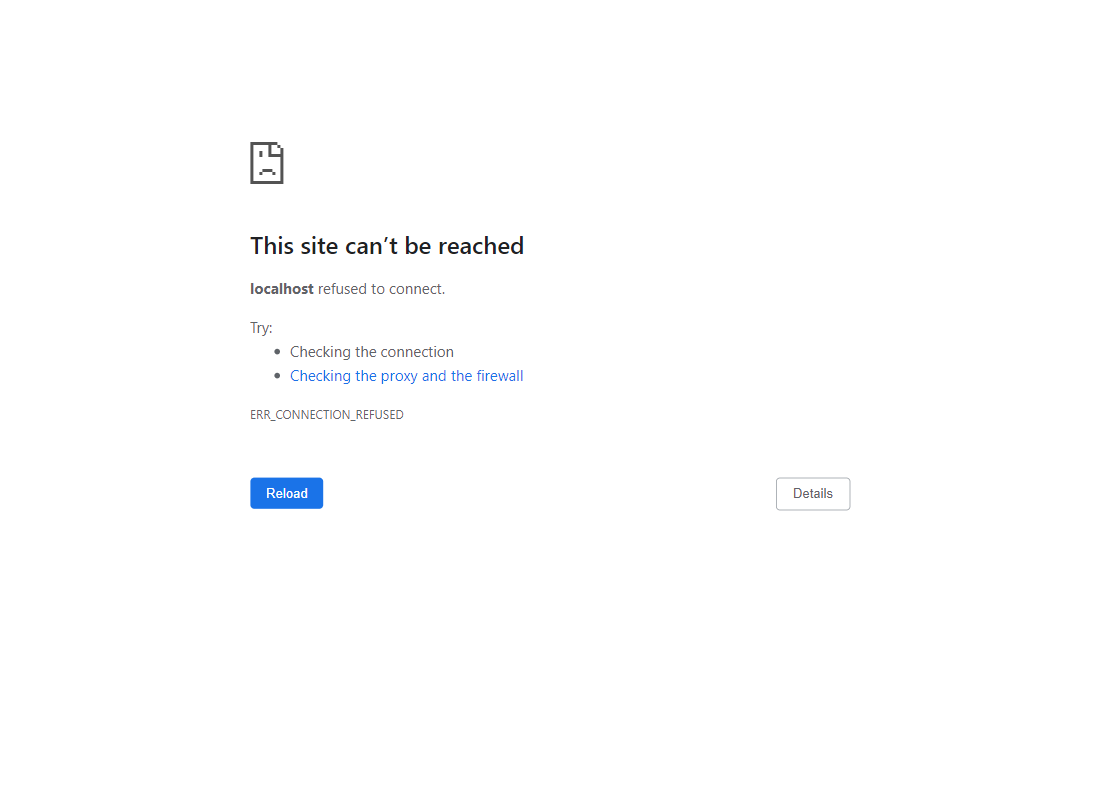 This site can’t be reached
localhost refused to connect.
Try:
Checking the connection
Checking the proxy and the firewall
ERR_CONNECTION_REFUSED
Reload
Details